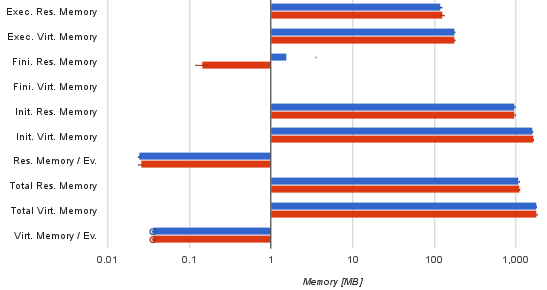 Exec. Res. Memory
Exec. Virt. Memory
Fini. Res. Memory
Fini. Virt. Memory
Init. Res. Memory
Init. Virt. Memory
Res. Memory / Ev.
Total Res. Memory
Total Virt. Memory
Virt. Memory / Ev.
0.01 0.1 1 10 100 1,000
Memory [MB]